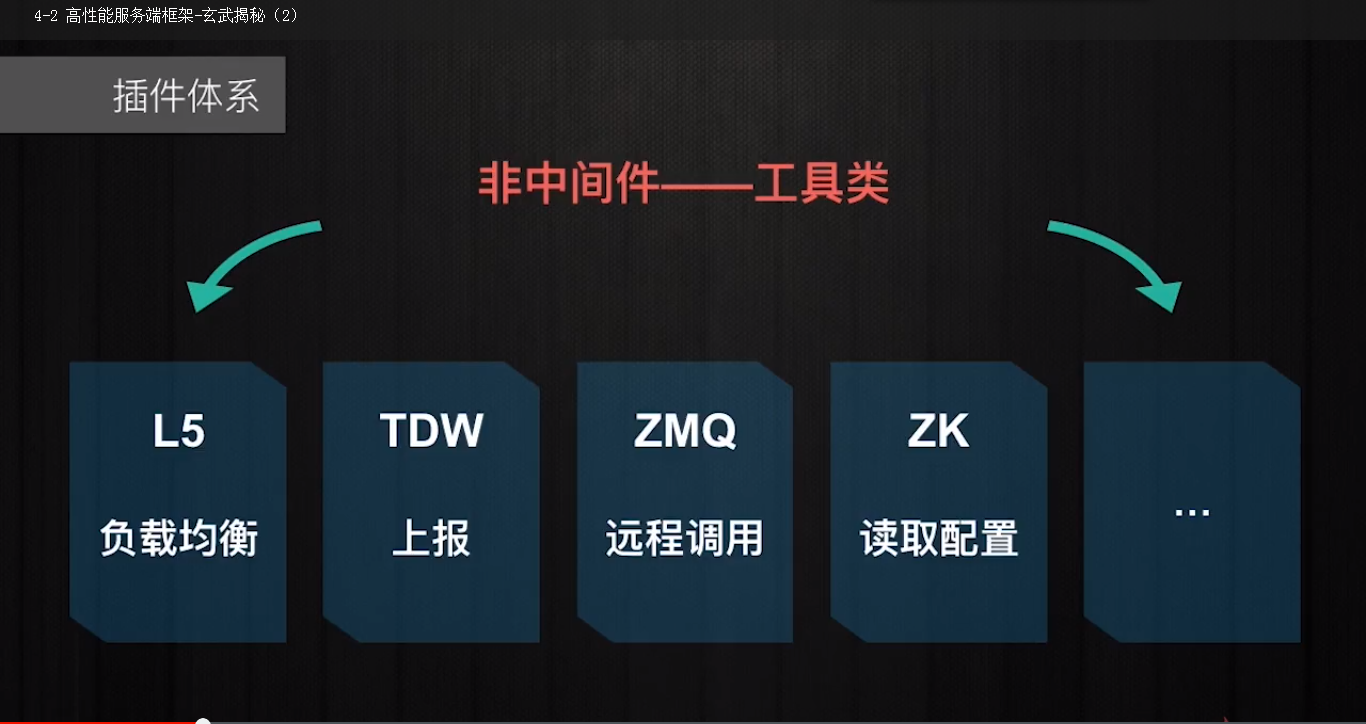 4-2 高性能服务端框架-玄武揭秘（2）
插件体系
非中间件——工具类
L5
负载均衡
TDW
上报
ZMQ
远程调用
ZK
读取配置
...